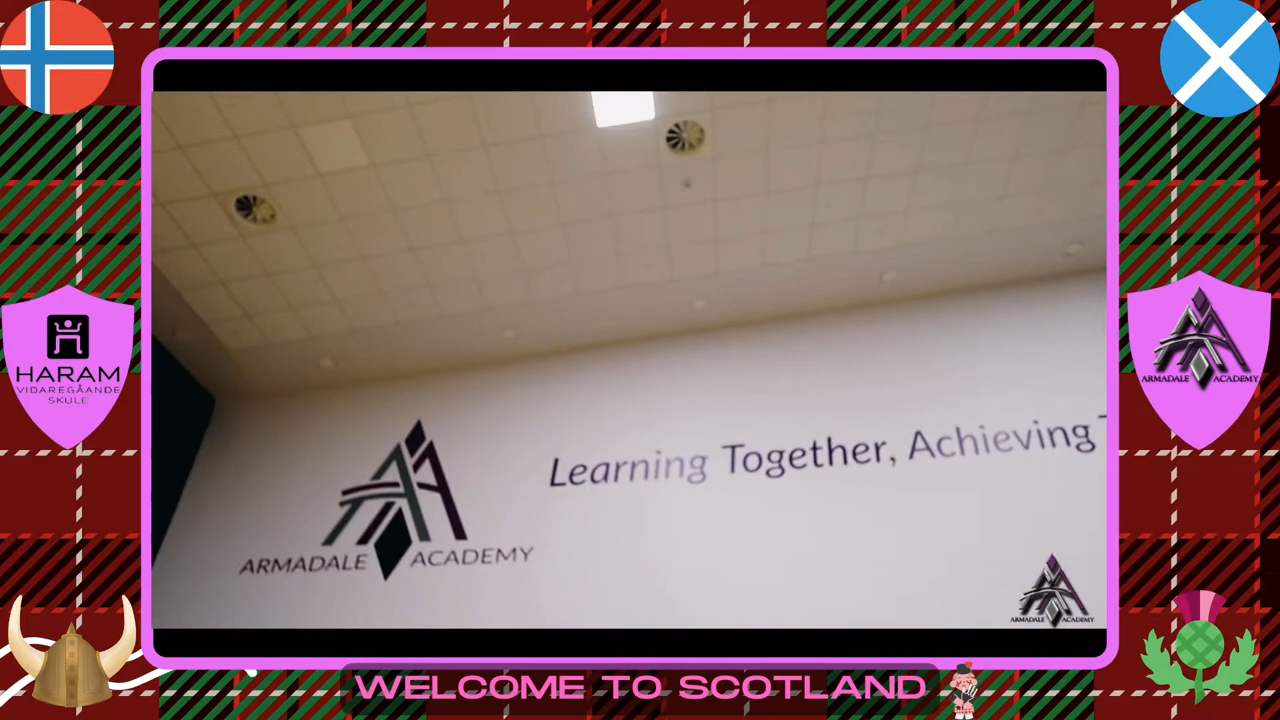 HARAM
VIDAREGÅANDE
SKULE
ARMADALE ACADEMY
Learning Together, Achieving
ARMADALE ACADEMY
ARMADALE ACADEMY
WELCOME TO SCOTLAND